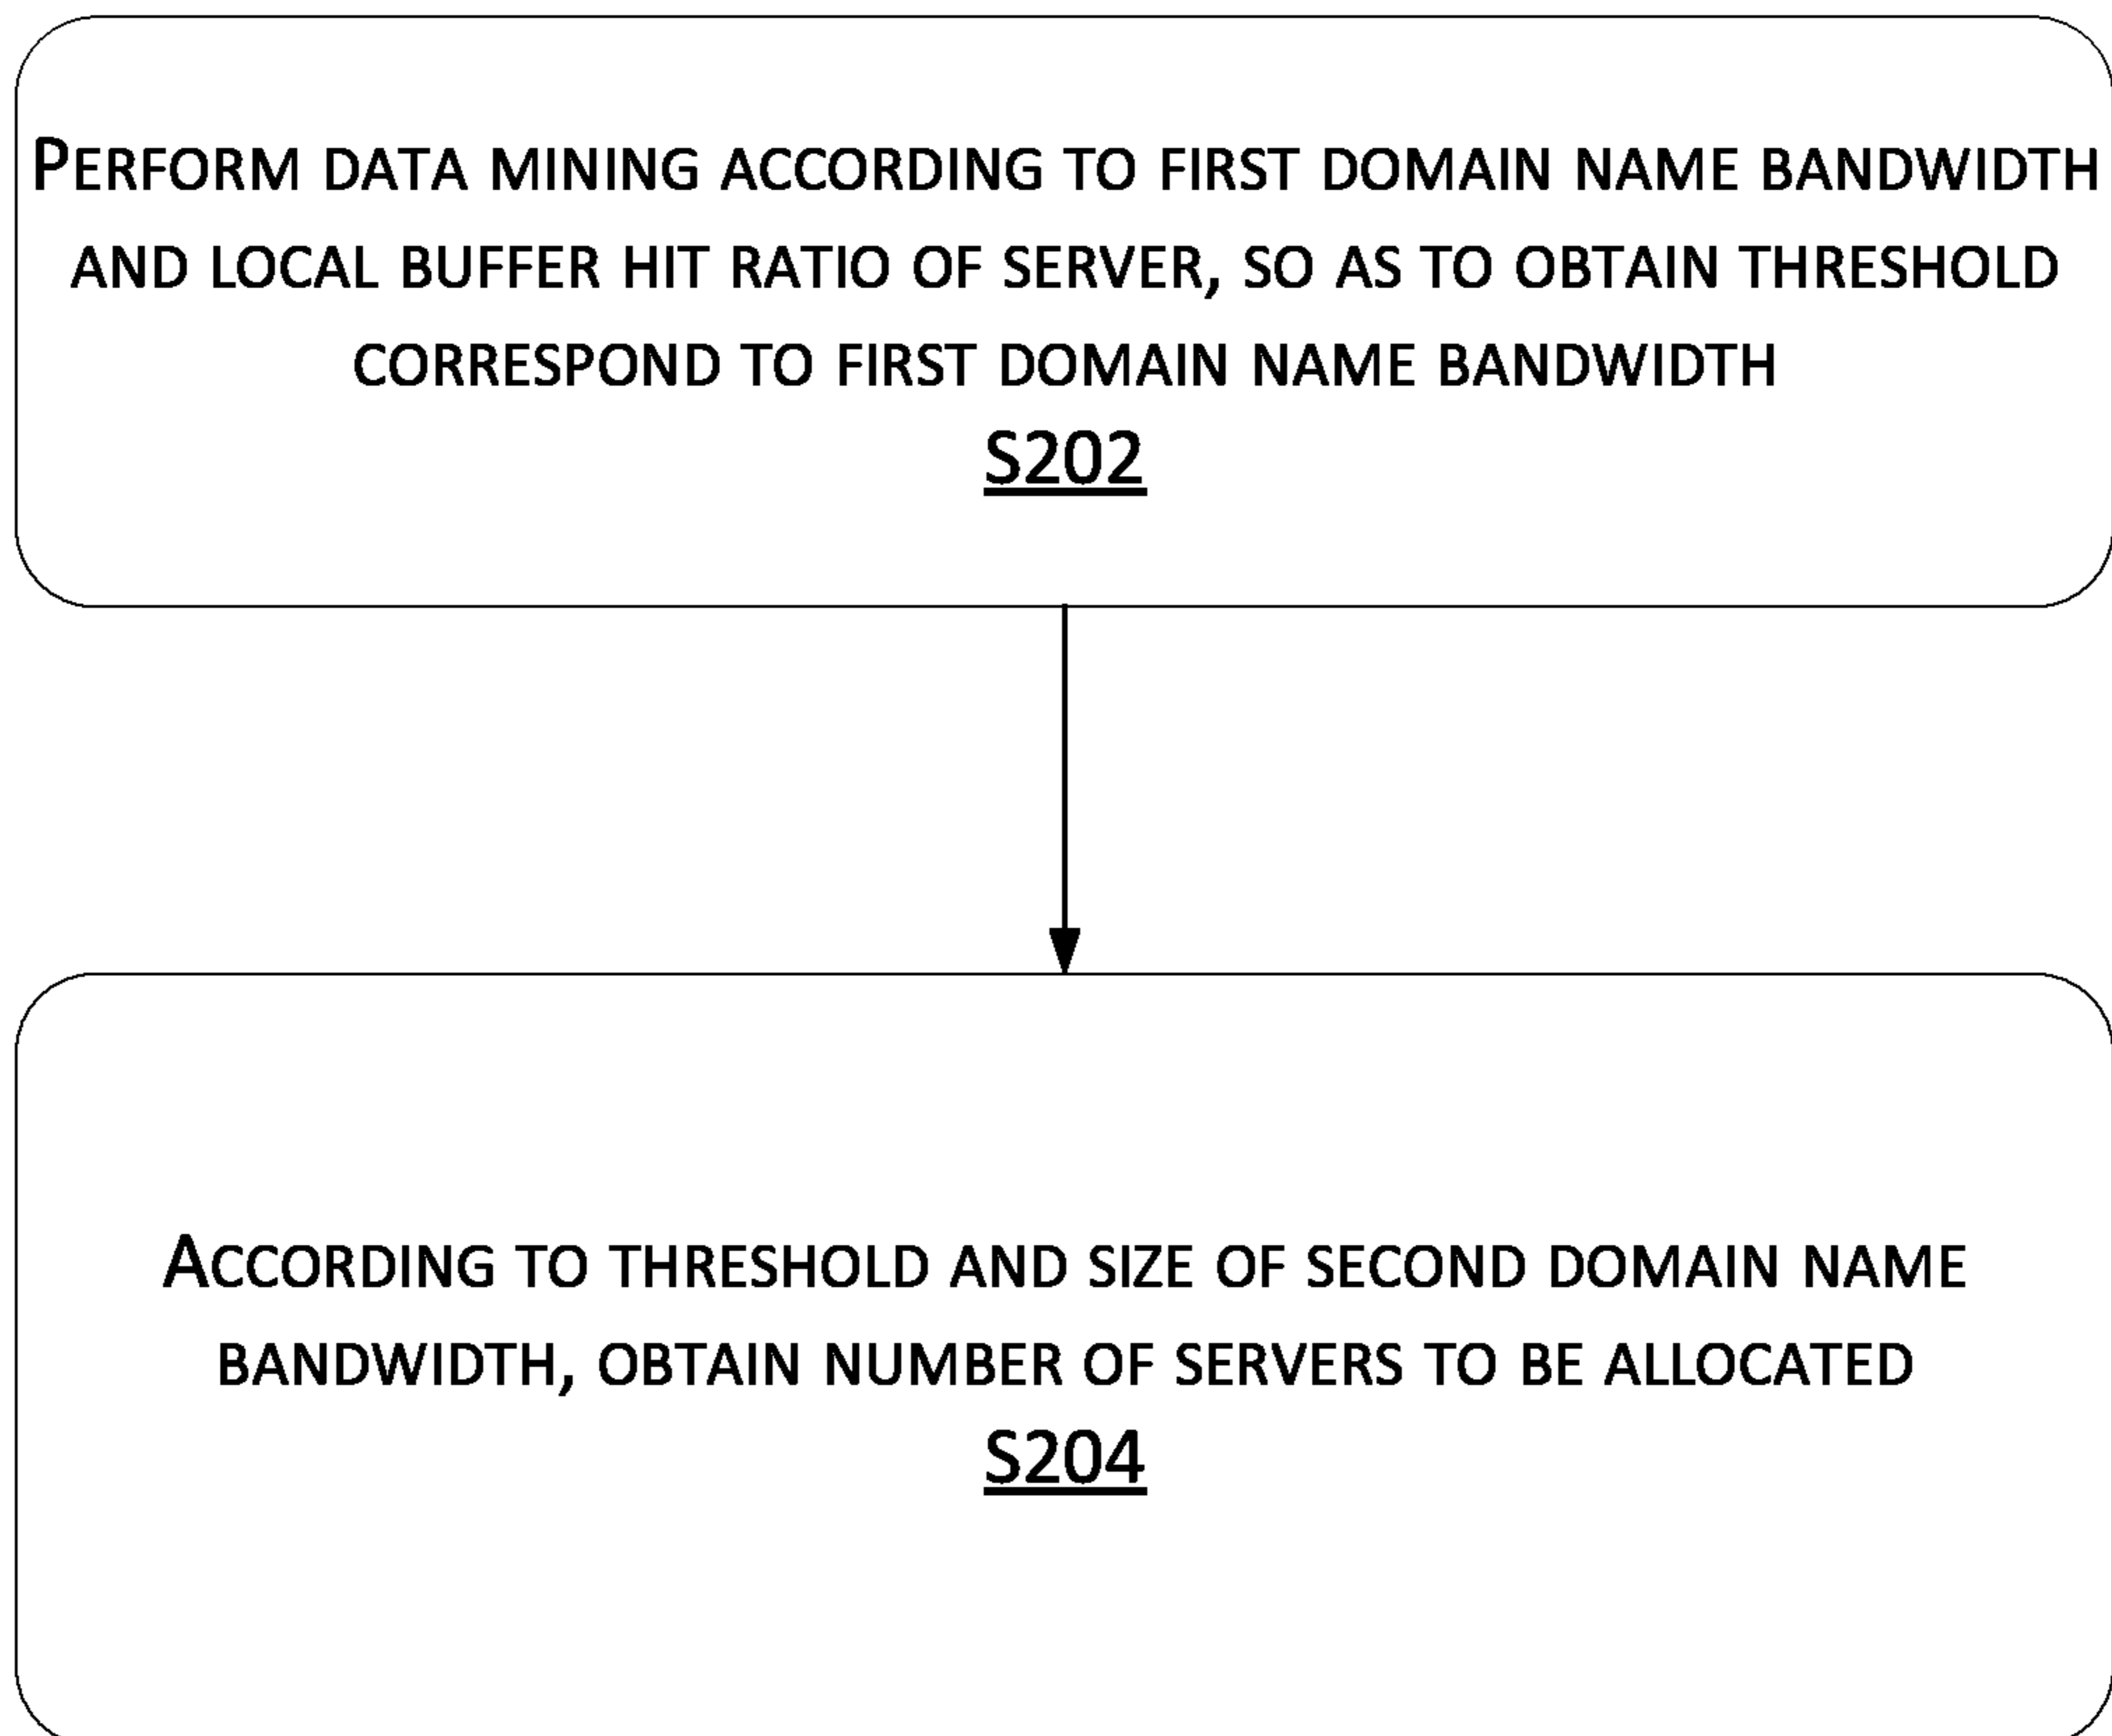 PERFORM DATA MINING ACCORDING TO FIRST DOMAIN NAME BANDWIDTH
AND LOCAL BUFFER HIT RATIO OF SERVER, SO AS TO OBTAIN THRESHOLD
CORRESPOND TO FIRST DOMAIN NAME BANDWIDTH
S202
ACCORDING TO THRESHOLD AND SIZE OF SECOND DOMAIN NAME
BANDWIDTH, OBTAIN NUMBER OF SERVERS TO BE ALLOCATED
S204